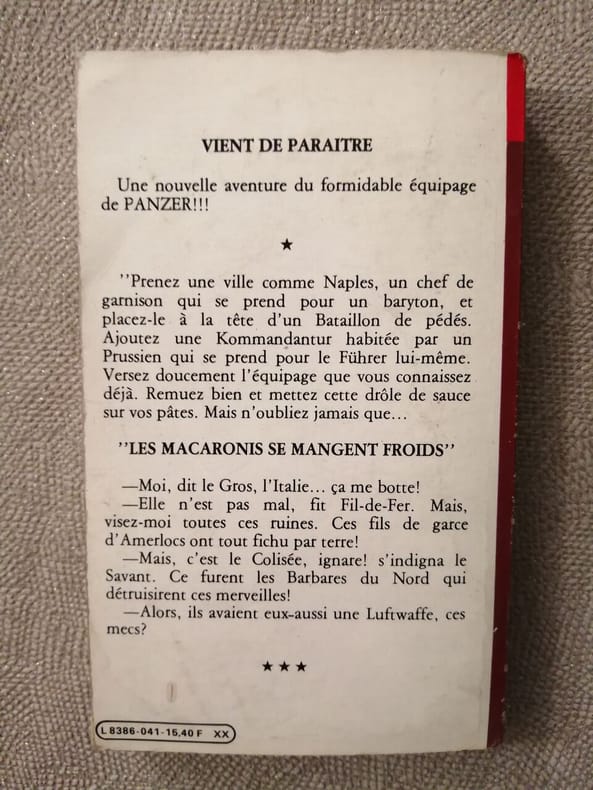 VIENT DE PARAITRE
Une nouvelle aventure du formidable équipage
de PANZER!!!
★
''Prenez une ville comme Naples, un chef de
garnison qui se prend pour un baryton, et
placez-le à la tête d'un Bataillon de pédés.
Ajoutez une Kommandantur habitée par un
Prussien qui se prend pour le Führer lui-même.
Versez doucement l'équipage que vous connaissez
déjà. Remuez bien et mettez cette drôle de sauce
sur vos pâtes. Mais n'oubliez jamais que...
''LES MACARONIS SE MANGENT FROIDS''
—Moi, dit le Gros, l'Italie... ça me botte!
—Elle n'est pas mal, fit Fil-de-Fer. Mais,
visez-moi toutes ces ruines. Ces fils de garce
d'Amerlocs ont tout fichu par terre!
—Mais, c'est le Colisée, ignare! s'indigna le
Savant. Ce furent les Barbares du Nord qui
détruisirent ces merveilles!
—Alors, ils avaient eux-aussi une Luftwaffe, ces
mecs?
★★★
L 8386-041-15,40 F XX